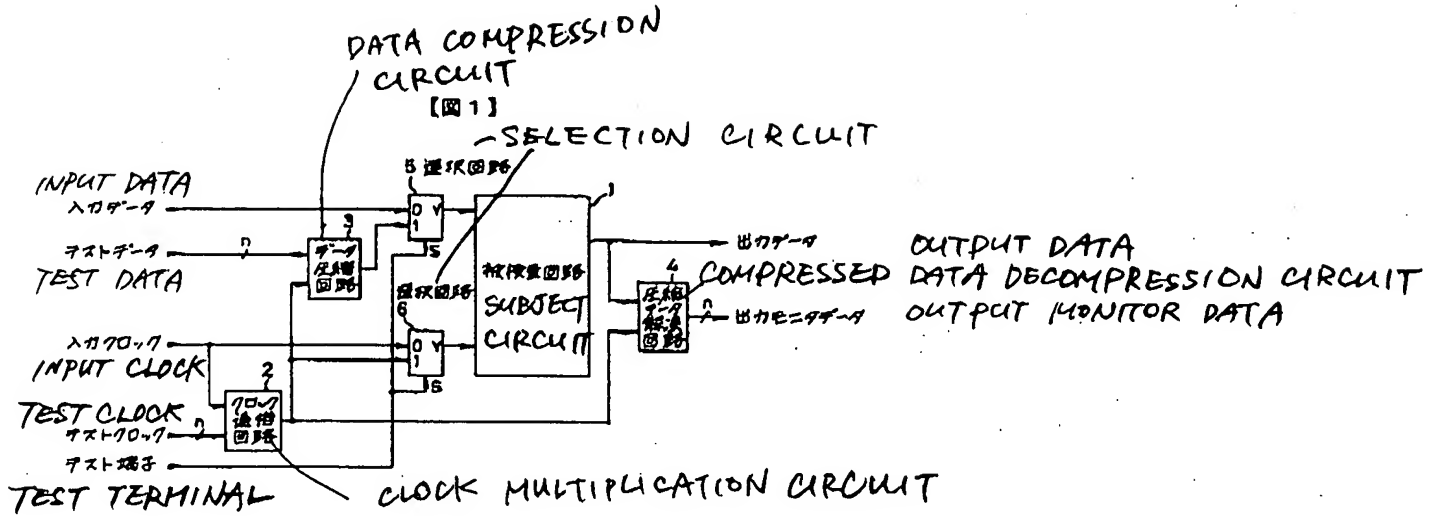 DATA COMPRESSION
CIRCUIT
【図1】
SELECTION CIRCUIT
5 選択回路
1
INPUT DATA
入力データ
0 Y
1
S
3
テストデータ
n
データ
圧縮
回路
TEST DATA
出力データ
OUTPUT DATA
被検査回路
SUBJECT
CIRCUIT
4
圧縮
データ
解凍
回路
COMPRESSED DATA DECOMPRESSION CIRCUIT
選択回路
6
n
出力モニタデータ
OUTPUT MONITOR DATA
入力クロック
0 Y
1
S
INPUT CLOCK
2
クロック
逓倍
回路
TEST CLOCK
テストクロック
n
テスト端子
TEST TERMINAL
CLOCK MULTIPLICATION CIRCUIT